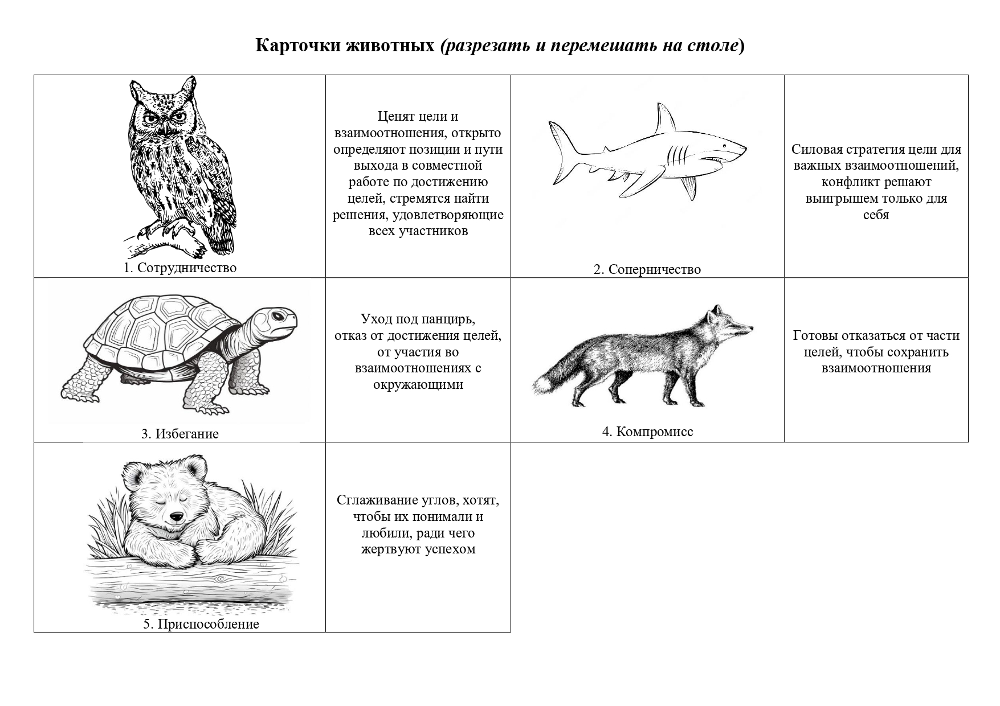 Карточки животных (разрезать и перемешать на столе)
Ценят цели и
взаимоотношения, открыто
определяют позиции и пути
выхода в совместной
работе по достижению
целей, стремятся найти
решения, удовлетворяющие
всех участников
1. Сотрудничество
Силовая стратегия цели для
важных взаимоотношений,
конфликт решают
выигрышем только для
себя
2. Соперничество
Уход под панцирь,
отказ от достижения целей,
от участия во
взаимоотношениях с
окружающими
3. Избегание
Готовы отказаться от части
целей, чтобы сохранить
взаимоотношения
4. Компромисс
Сглаживание углов, хотят,
чтобы их понимали и
любили, ради чего
жертвуют успехом
5. Приспособление